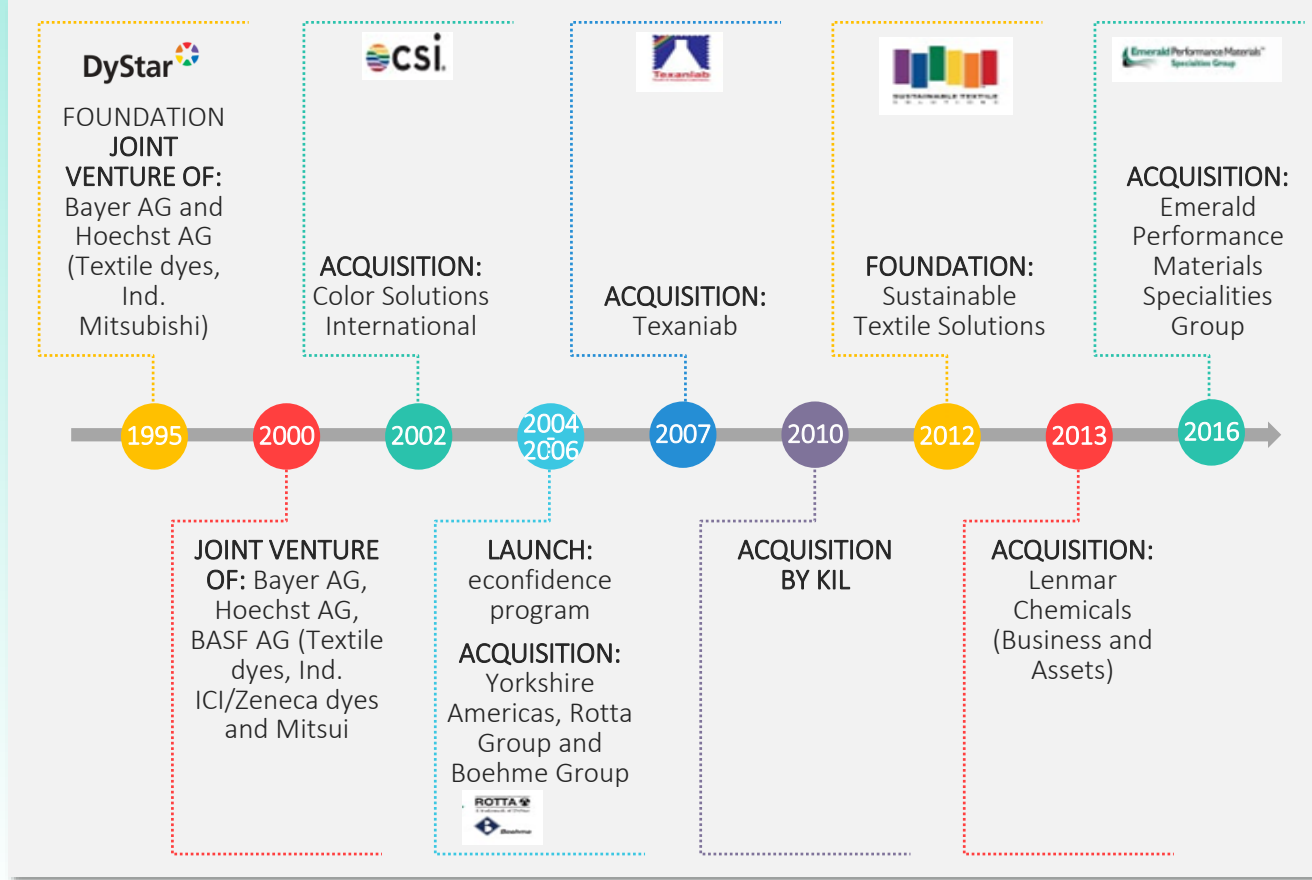 DyStar
FOUNDATION
JOINT
VENTURE OF:
Bayer AG and
Hoechst AG
(Textile dyes,
Ind.
Mitsubishi)
csi.
ACQUISITION:
Color Solutions
International
Texanlab
ACQUISITION:
Texaniab
SUSTAINABLE TEXTILE
SOLUTIONS
FOUNDATION:
Sustainable
Textile Solutions
Emerald Performance Materials™
Specialties Group
ACQUISITION:
Emerald
Performance
Materials
Specialities
Group
1995
2000
2002
2004
-
2006
2007
2010
2012
2013
2016
JOINT VENTURE
OF: Bayer AG,
Hoechst AG,
BASF AG (Textile
dyes, Ind.
ICI/Zeneca dyes
and Mitsui
LAUNCH:
econfidence
program
ACQUISITION:
Yorkshire
Americas, Rotta
Group and
Boehme Group
ROTTA
Boehme
ACQUISITION
BY KIL
ACQUISITION:
Lenmar
Chemicals
(Business and
Assets)